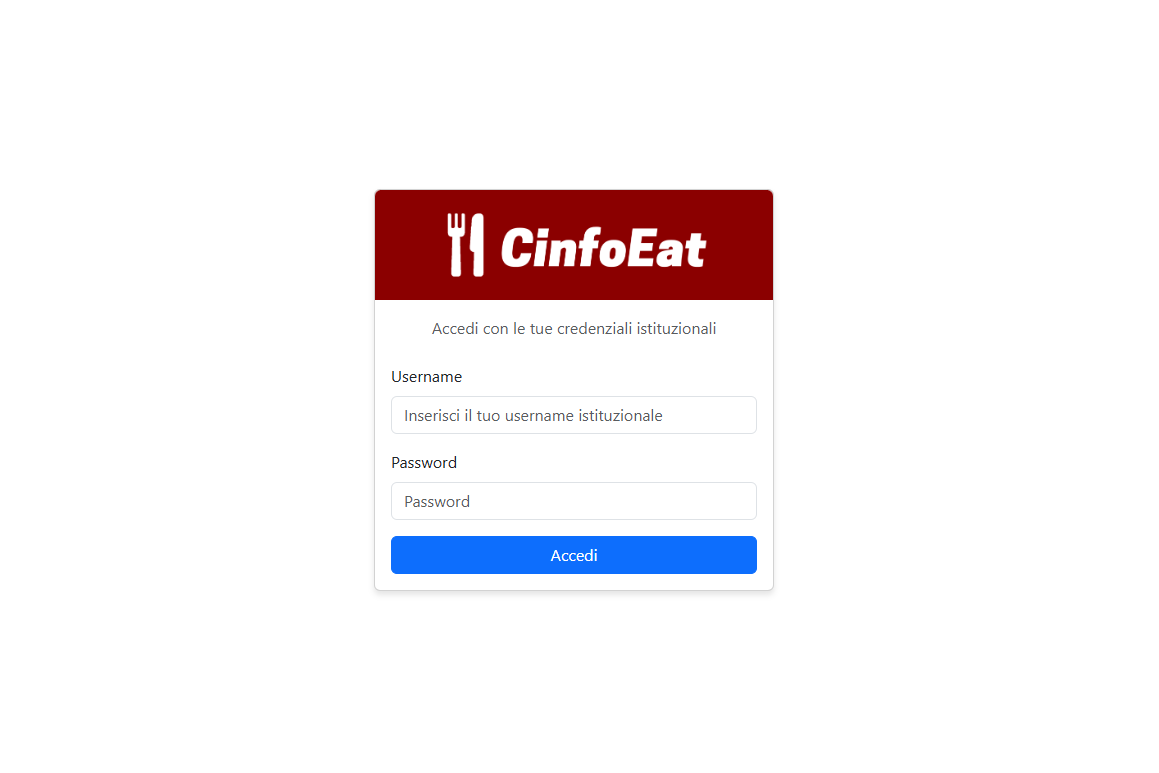 CinfoEat
Accedi con le tue credenziali istituzionali
Username
Inserisci il tuo username istituzionale
Password
Password
Accedi